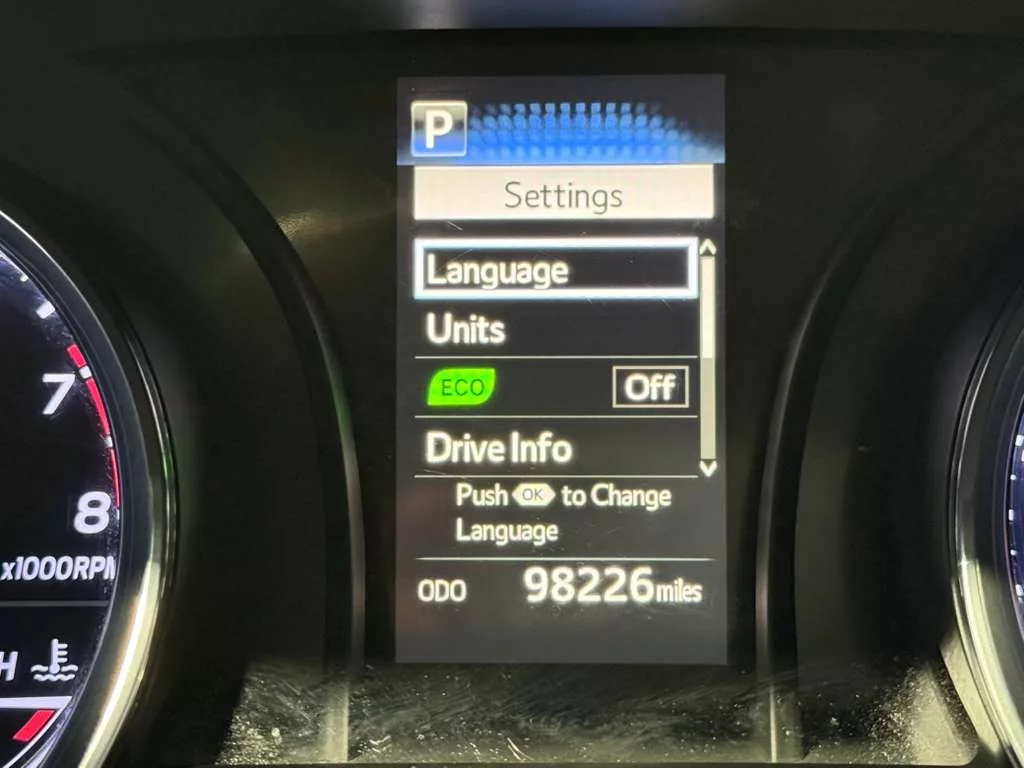 P
Settings
Language
Units
ECO Off
Drive Info
Push OK to Change
Language
ODO 98226 miles
7
8
x1000RPM
H